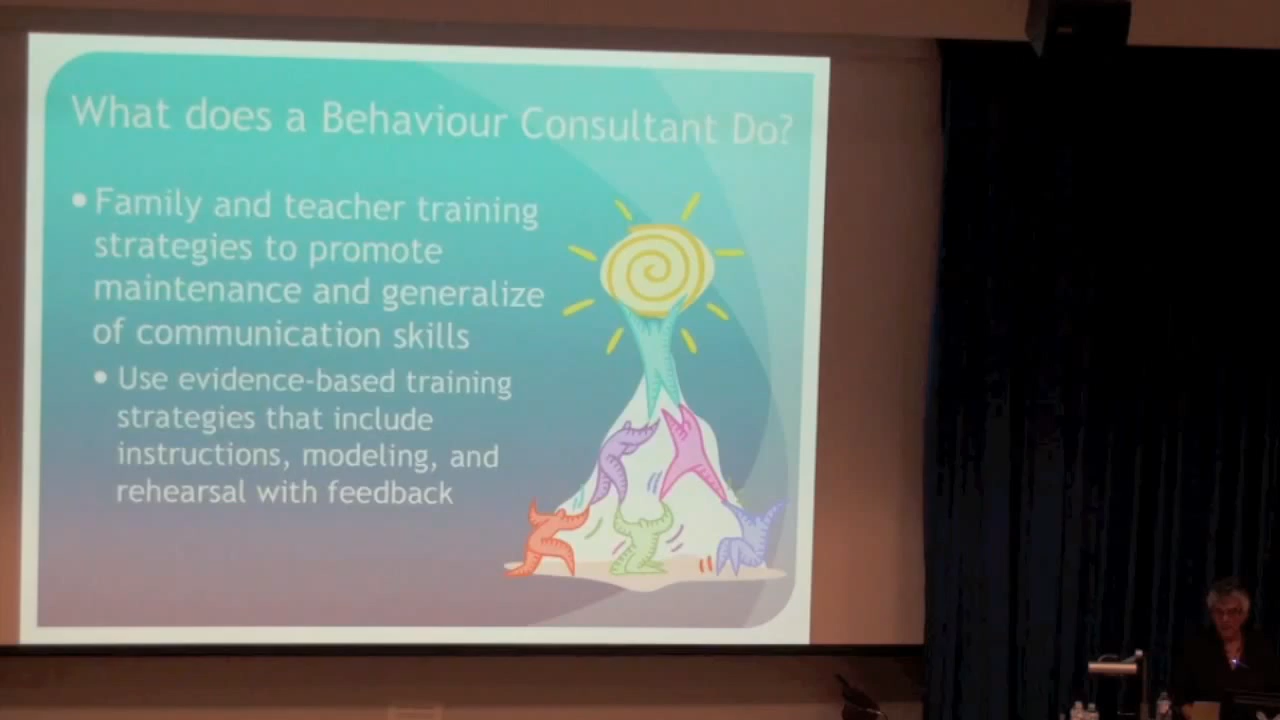 What does a Behaviour Consultant Do?
• Family and teacher training
strategies to promote
maintenance and generalize
of communication skills
• Use evidence-based training
strategies that include
instructions, modeling, and
rehearsal with feedback